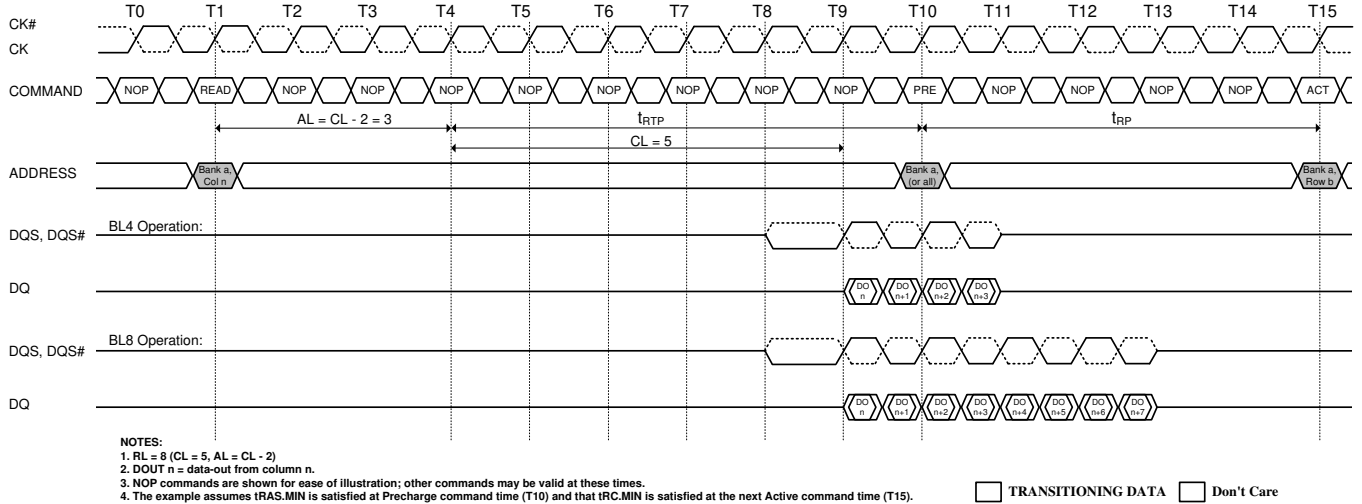 T0 T1 T2 T3 T4 T5 T6 T7 T8 T9 T10 T11 T12 T13 T14 T15
CK#
CK
COMMAND NOP READ NOP NOP NOP NOP NOP NOP NOP NOP PRE NOP NOP NOP NOP ACT
AL = CL - 2 = 3 tRTP tRP
CL = 5
ADDRESS Bank a, Col n Bank a, (or all) Bank a, Row b
BL4 Operation:
DQS, DQS#
DQ DO n DO n+1 DO n+2 DO n+3
BL8 Operation:
DQS, DQS#
DQ DO n DO n+1 DO n+2 DO n+3 DO n+4 DO n+5 DO n+6 DO n+7
NOTES:
1. RL = 8 (CL = 5, AL = CL - 2)
2. DOUT n = data-out from column n.
3. NOP commands are shown for ease of illustration; other commands may be valid at these times.
4. The example assumes tRAS.MIN is satisfied at Precharge command time (T10) and that tRC.MIN is satisfied at the next Active command time (T15).
TRANSITIONING DATA Don't Care